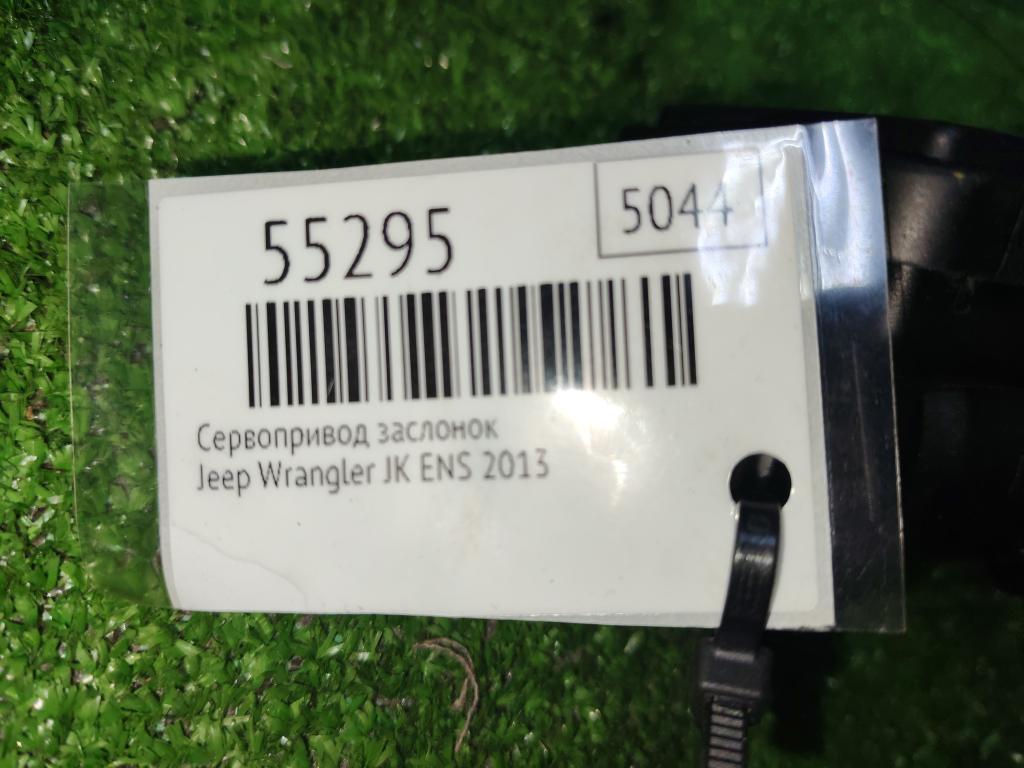 55295
5044
Сервопривод заслонок
Jeep Wrangler JK ENS 2013